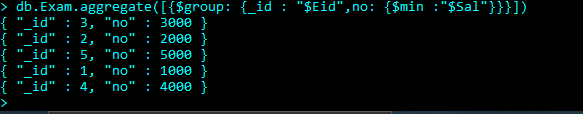 > db.Exam.aggregate([{$group: {_id : "$Eid",no: {$min :"$Sal"}}}])
{ "_id" : 3, "no" : 3000 }
{ "_id" : 2, "no" : 2000 }
{ "_id" : 5, "no" : 5000 }
{ "_id" : 1, "no" : 1000 }
{ "_id" : 4, "no" : 4000 }
>